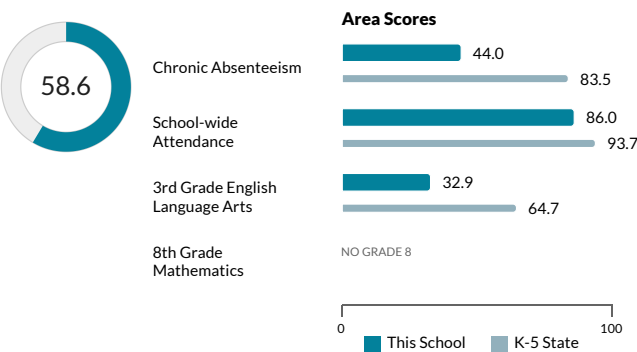 Area Scores
58.6
Chronic Absenteeism
44.0
83.5
School-wide
Attendance
86.0
93.7
3rd Grade English
Language Arts
32.9
64.7
8th Grade
Mathematics
NO GRADE 8
0
100
This School
K-5 State